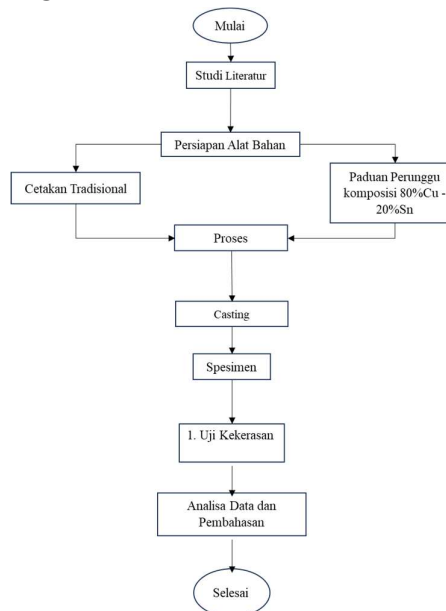 Mulai
Studi Literatur
Persiapan Alat Bahan
Cetakan Tradisional
Paduan Perunggu
komposisi 80%Cu -
20%Sn
Proses
Casting
Spesimen
1. Uji Kekerasan
Analisa Data dan
Pembahasan
Selesai